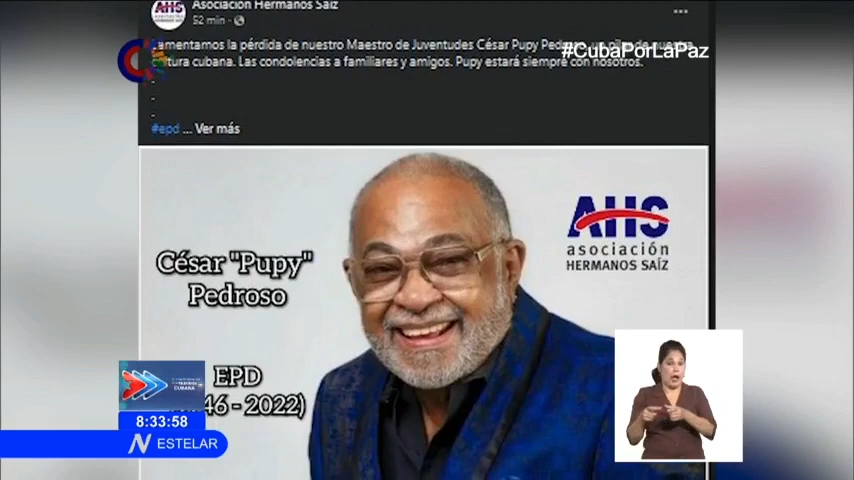 Asociación Hermanos Saíz
52 min
Lamentamos la pérdida de nuestro Maestro de Juventudes César Pupy
cultura cubana. Las condolencias a familiares y amigos. Pupy estará siempre con nosotros.
.
.
.
#epd ... Ver más
#CubaPorLaPaz
AHS
asociación
HERMANOS SAÍZ
César "Pupy"
Pedroso
EPD
46 - 2022)
CUBANA
8:33:58
N ESTELAR